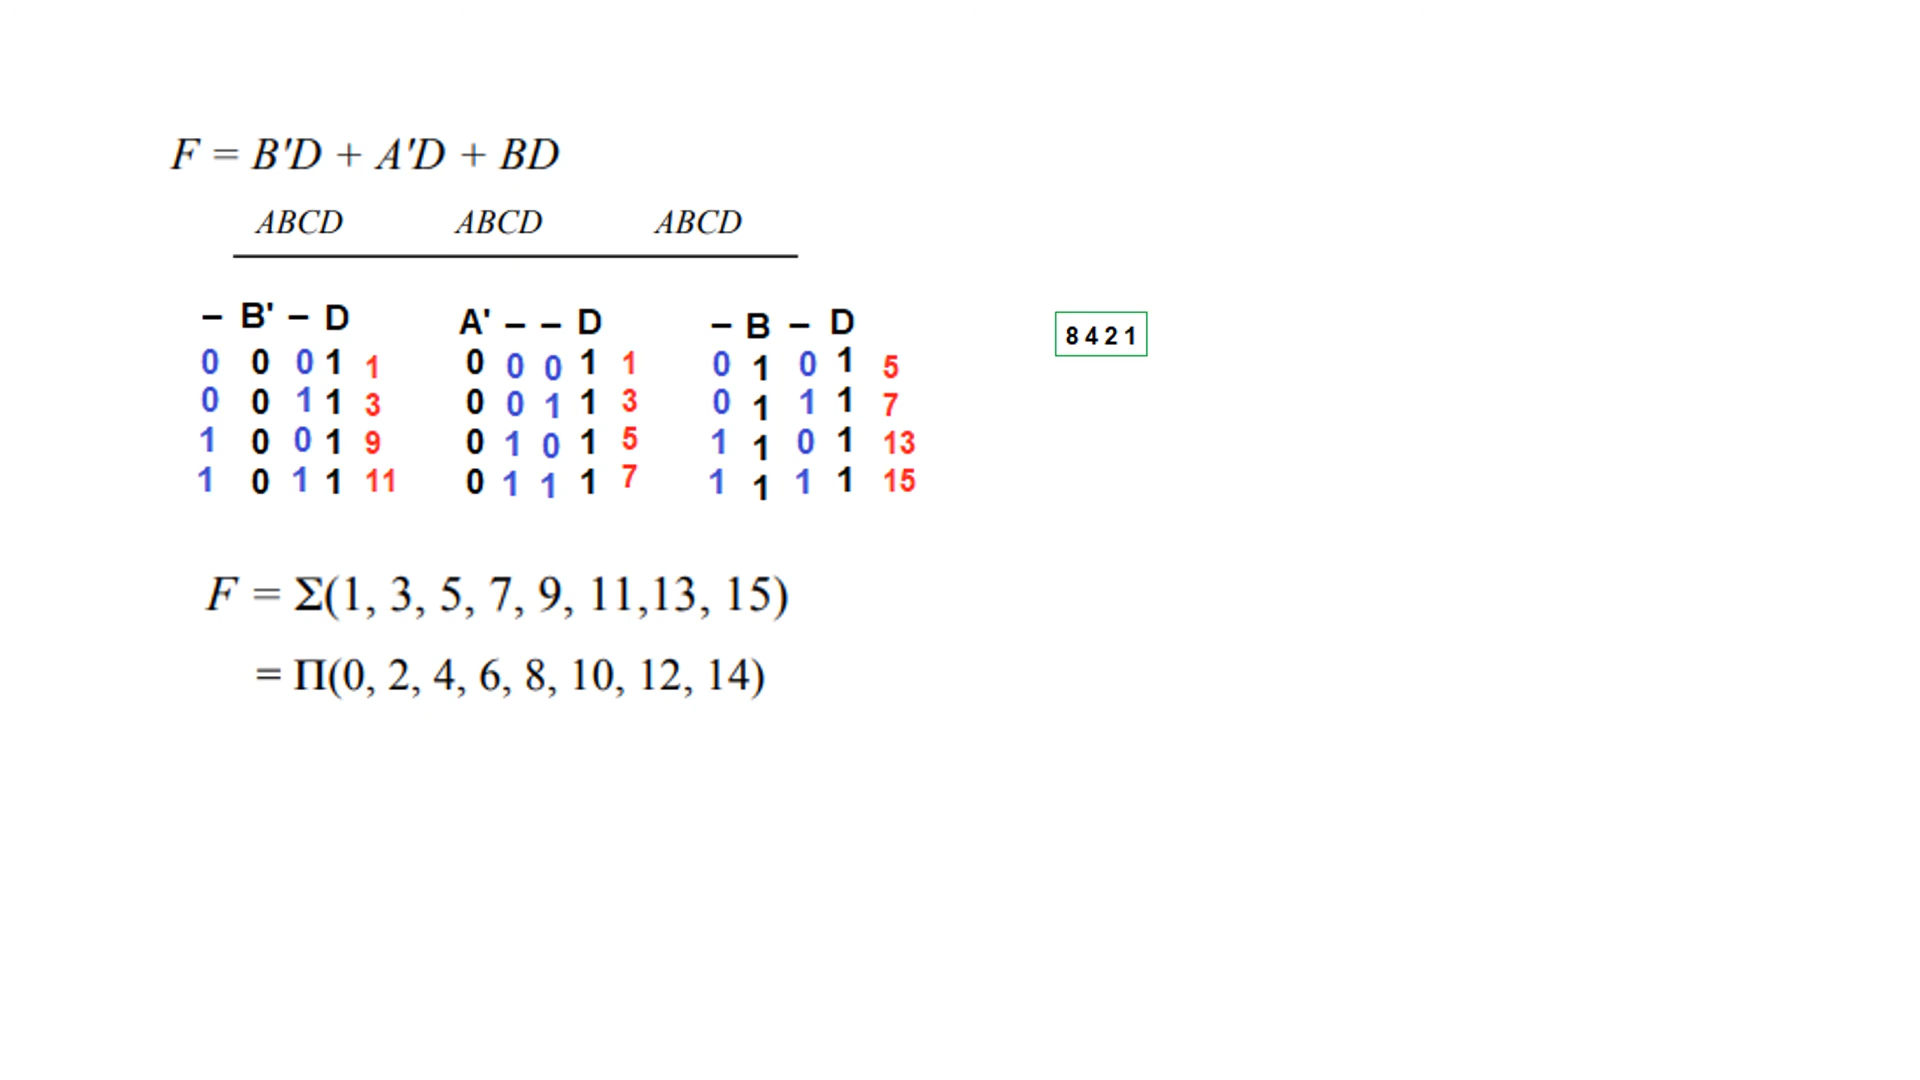 F = B'D + A'D + BD
ABCD ABCD ABCD
– B' – D A' – – D – B – D
8 4 2 1
0 0 0 1 1 0 0 0 1 1 0 1 0 1 5
0 0 1 1 3 0 0 1 1 3 0 1 1 1 7
1 0 0 1 9 0 1 0 1 5 1 1 0 1 13
1 0 1 1 11 0 1 1 1 7 1 1 1 1 15
F = Σ(1, 3, 5, 7, 9, 11,13, 15)
= Π(0, 2, 4, 6, 8, 10, 12, 14)